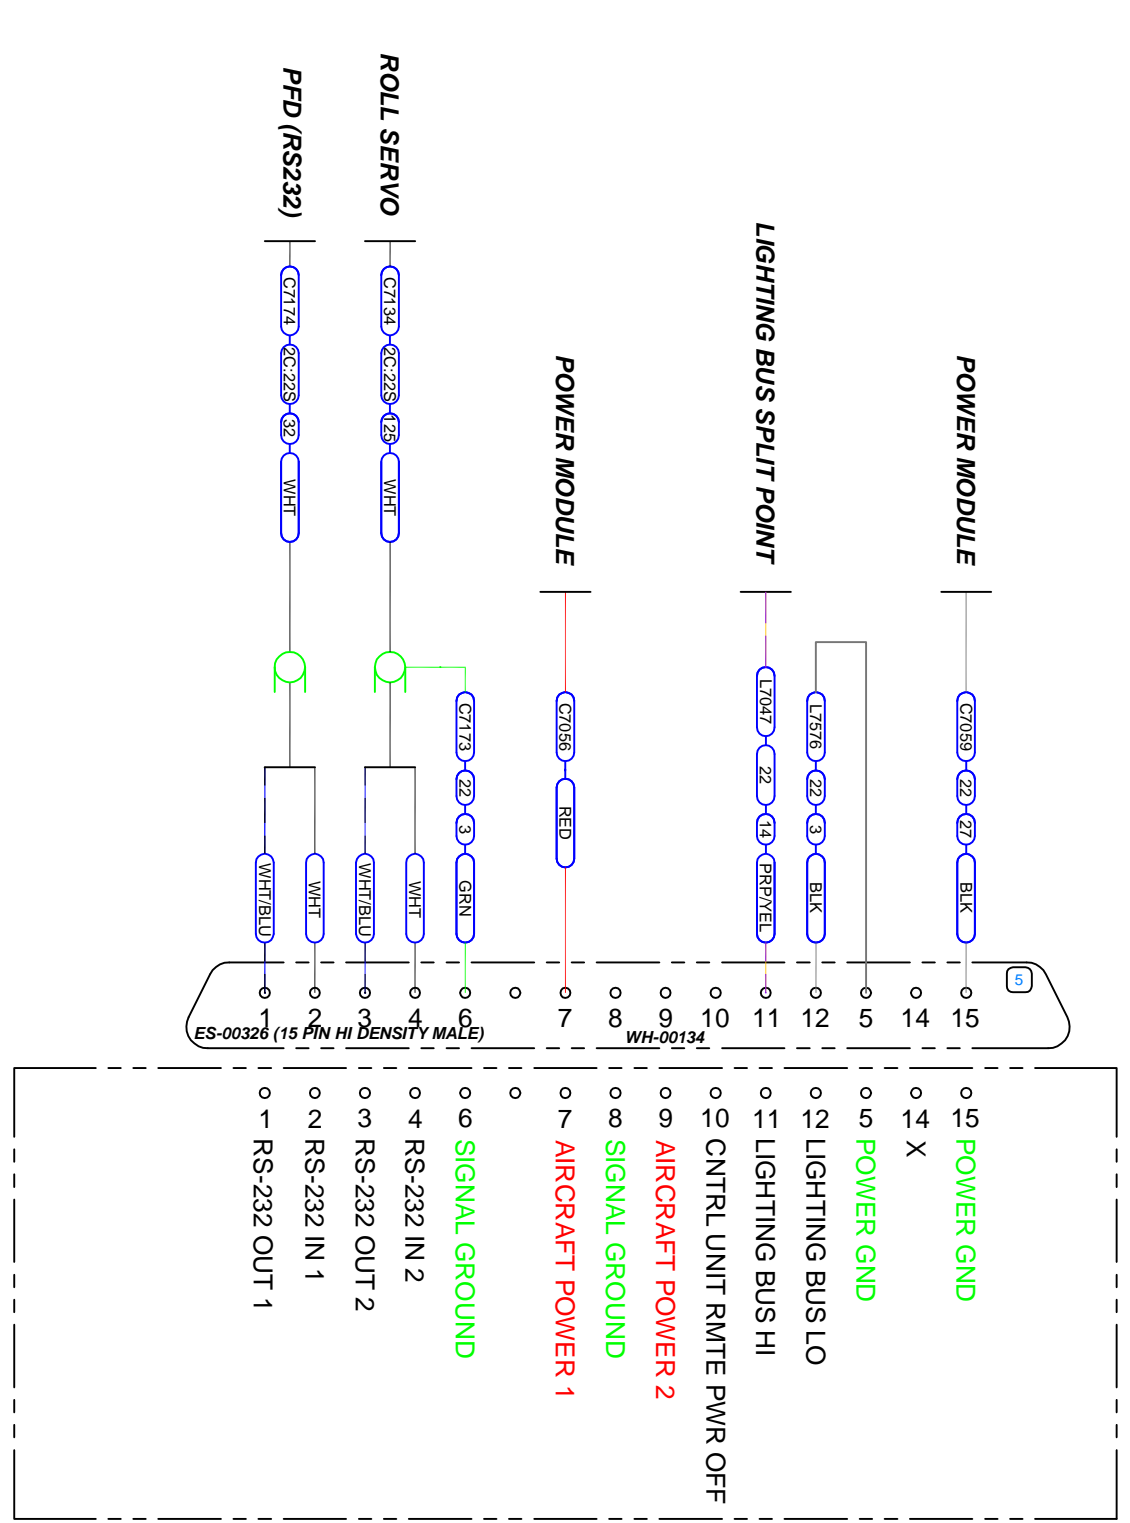 PFD (RS232)
ROLL SERVO
POWER MODULE
LIGHTING BUS SPLIT POINT
POWER MODULE
C7174
2C:22S
32
WHT
C7134
2C:22S
125
WHT
WHT/BLU
WHT
WHT/BLU
WHT
C7173
22
3
GRN
C7056
RED
L7047
22
14
PRP/YEL
L7576
22
3
BLK
C7059
22
27
BLK
5
1 2 3 4 6 7 8 9 10 11 12 5 14 15
ES-00326 (15 PIN HI DENSITY MALE)
WH-00134
1 RS-232 OUT 1
2 RS-232 IN 1
3 RS-232 OUT 2
4 RS-232 IN 2
6 SIGNAL GROUND
7 AIRCRAFT POWER 1
8 SIGNAL GROUND
9 AIRCRAFT POWER 2
10 CNTRL UNIT RMTE PWR OFF
11 LIGHTING BUS HI
12 LIGHTING BUS LO
5 POWER GND
14 X
15 POWER GND